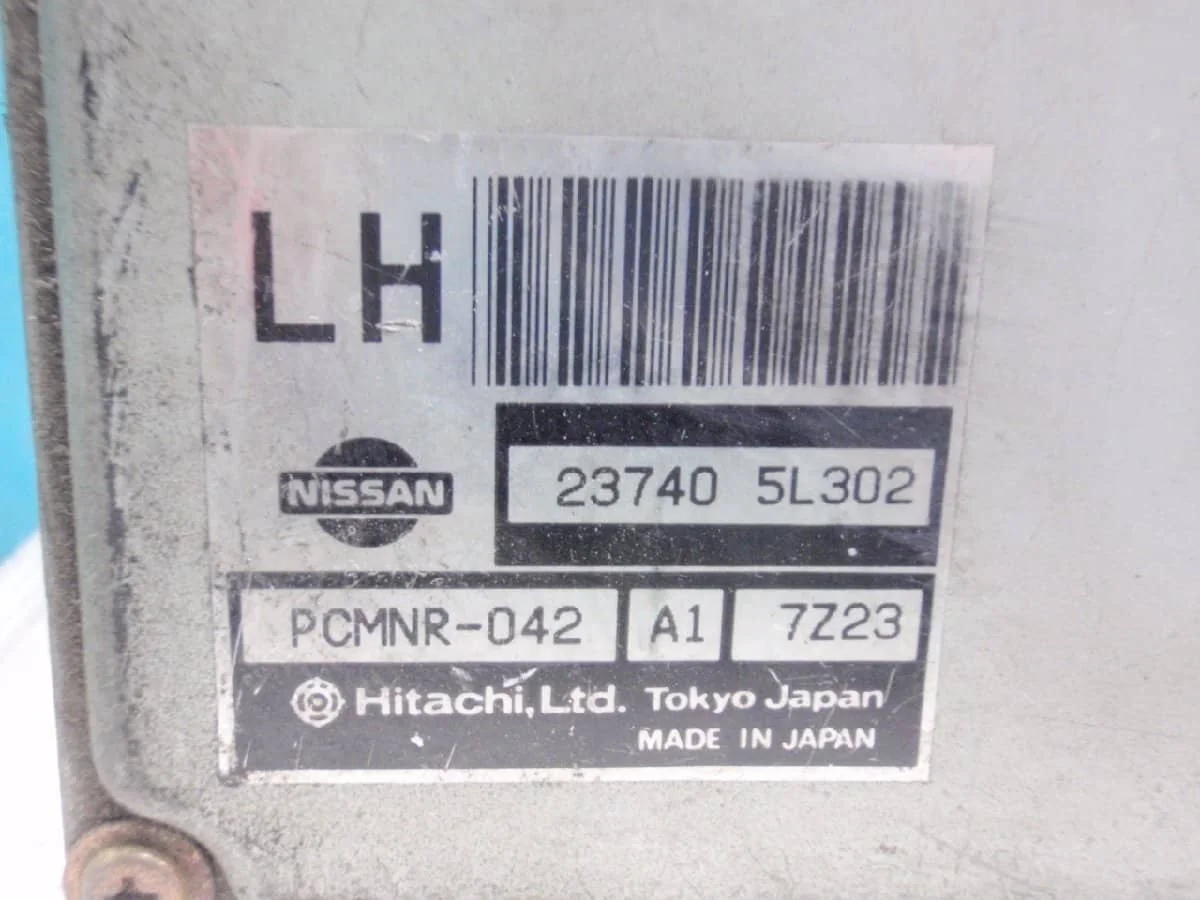 LH
NISSAN
23740 5L302
PCMNR-042 A1 7Z23
Hitachi, Ltd. Tokyo Japan
MADE IN JAPAN